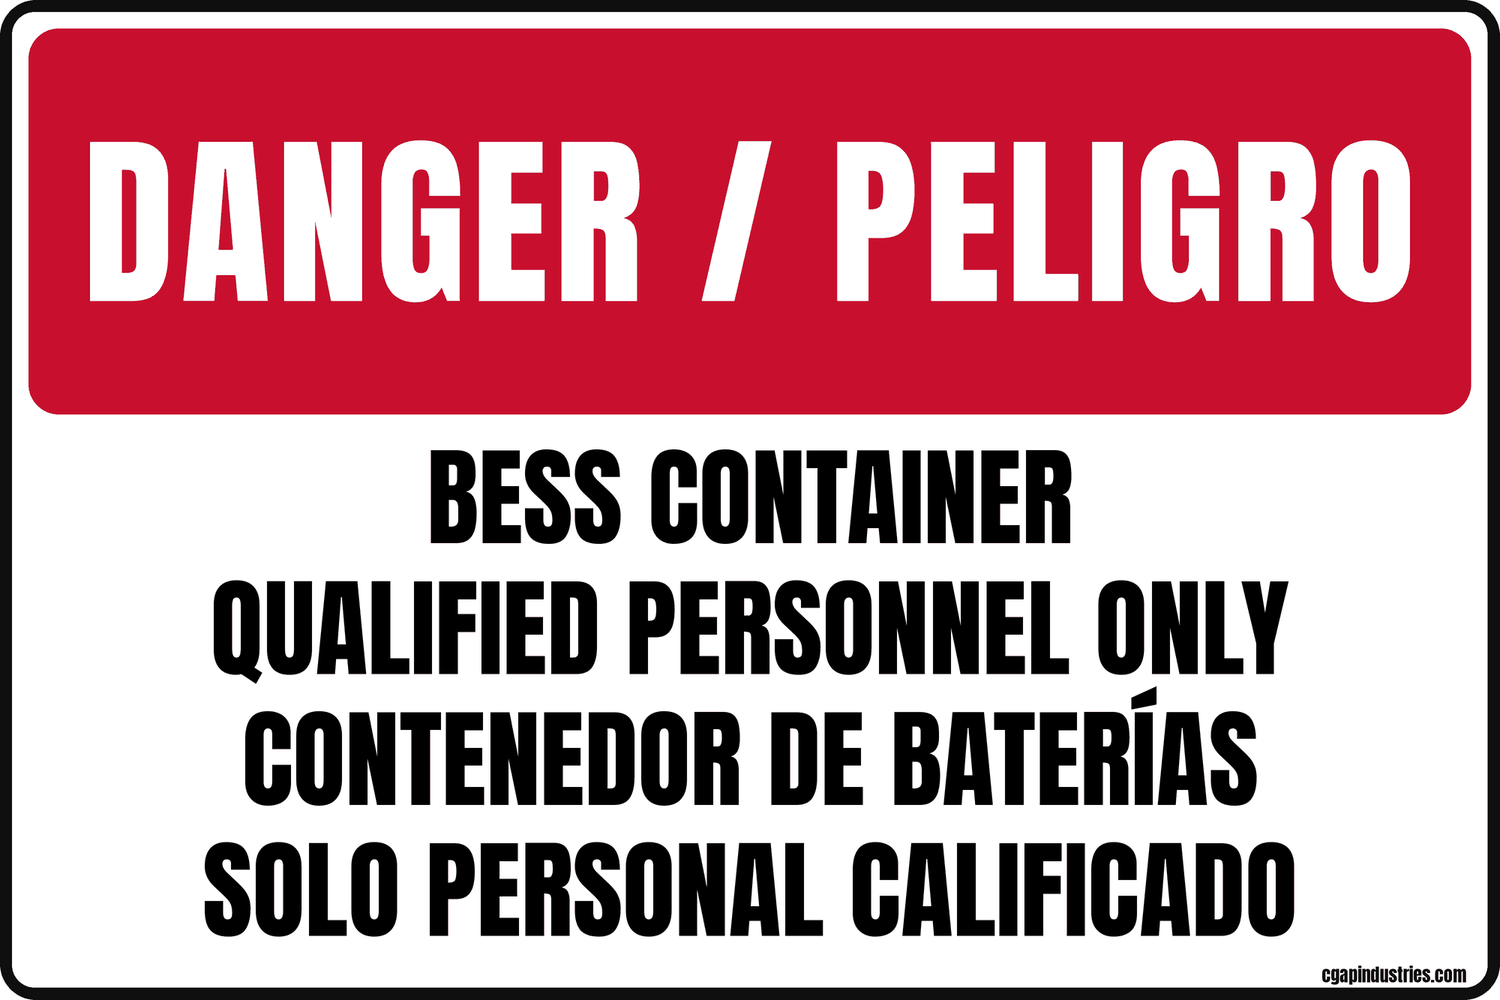 DANGER / PELIGRO
BESS CONTAINER
QUALIFIED PERSONNEL ONLY
CONTENEDOR DE BATERÍAS
SOLO PERSONAL CALIFICADO
cgapindustries.com